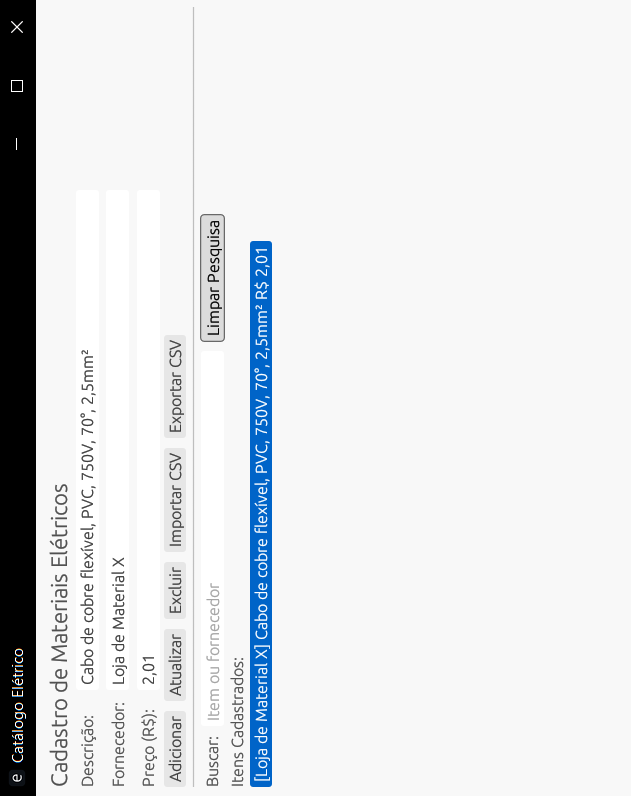 e Catálogo Elétrico
Cadastro de Materiais Elétricos
Descrição: Cabo de cobre flexível, PVC, 750V, 70°, 2,5mm²
Fornecedor: Loja de Material X
Preço (R$): 2,01
Adicionar Atualizar Excluir Importar CSV Exportar CSV
Buscar: Item ou fornecedor Limpar Pesquisa
Itens Cadastrados:
[Loja de Material X] Cabo de cobre flexível, PVC, 750V, 70°, 2,5mm² R$ 2,01